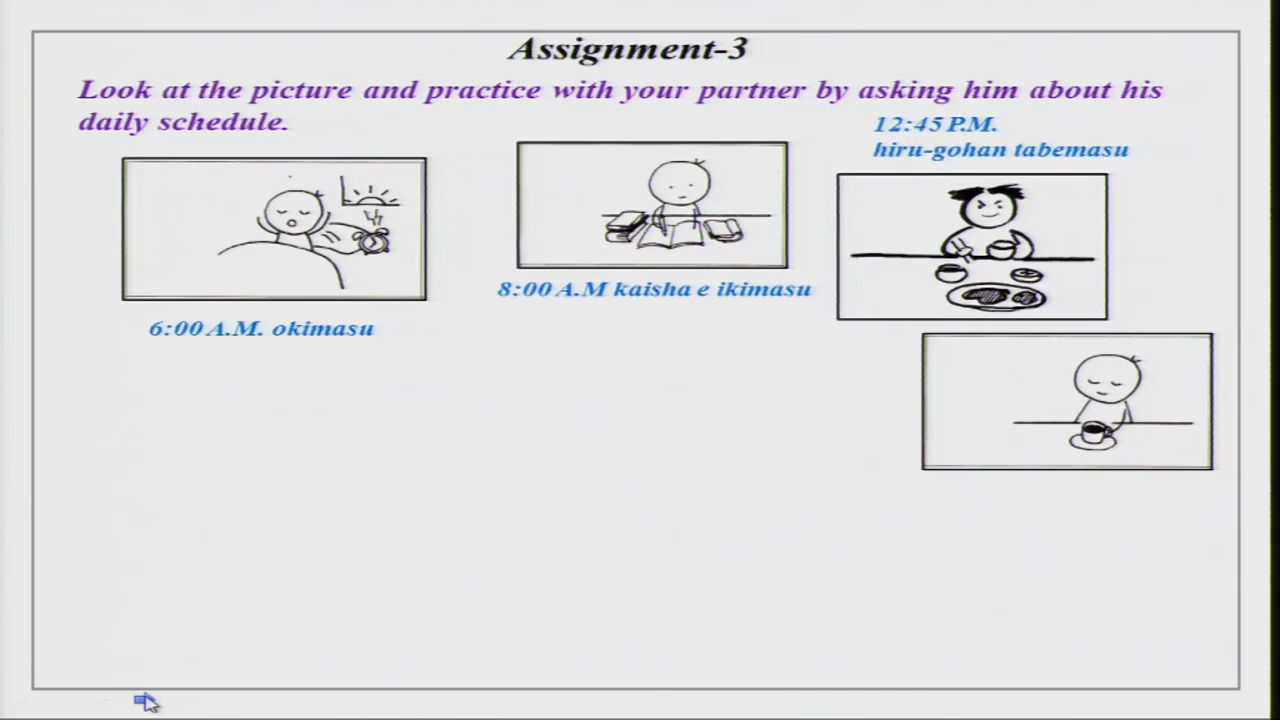 Assignment-3
Look at the picture and practice with your partner by asking him about his
daily schedule.
12:45 P.M.
hiru-gohan tabemasu
8:00 A.M kaisha e ikimasu
6:00 A.M. okimasu